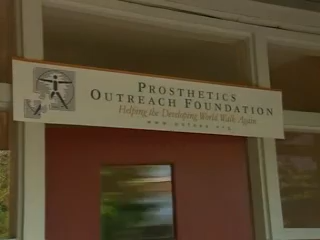 PROSTHETICS
OUTREACH FOUNDATION
Helping the Developing World Walk Again